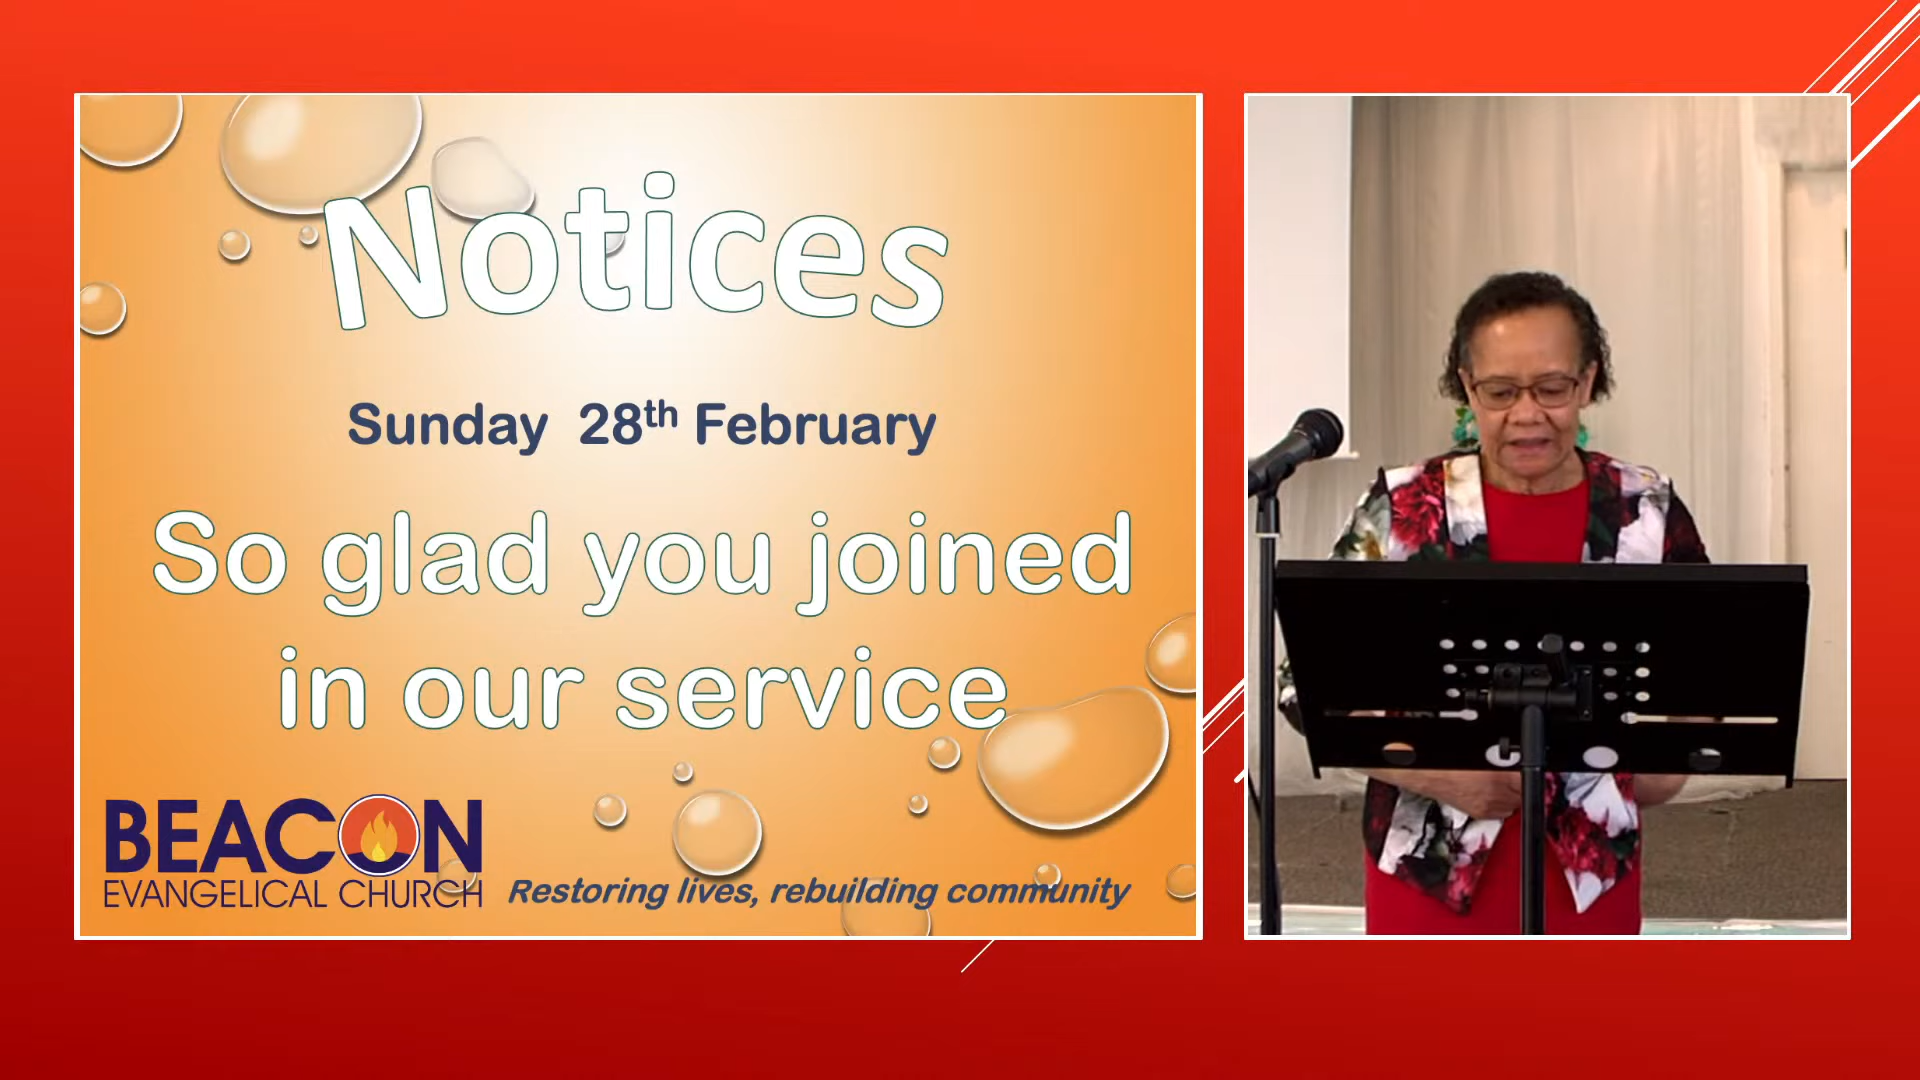 Notices
Sunday 28th February
So glad you joined
in our service
BEACON
EVANGELICAL CHURCH
Restoring lives, rebuilding community